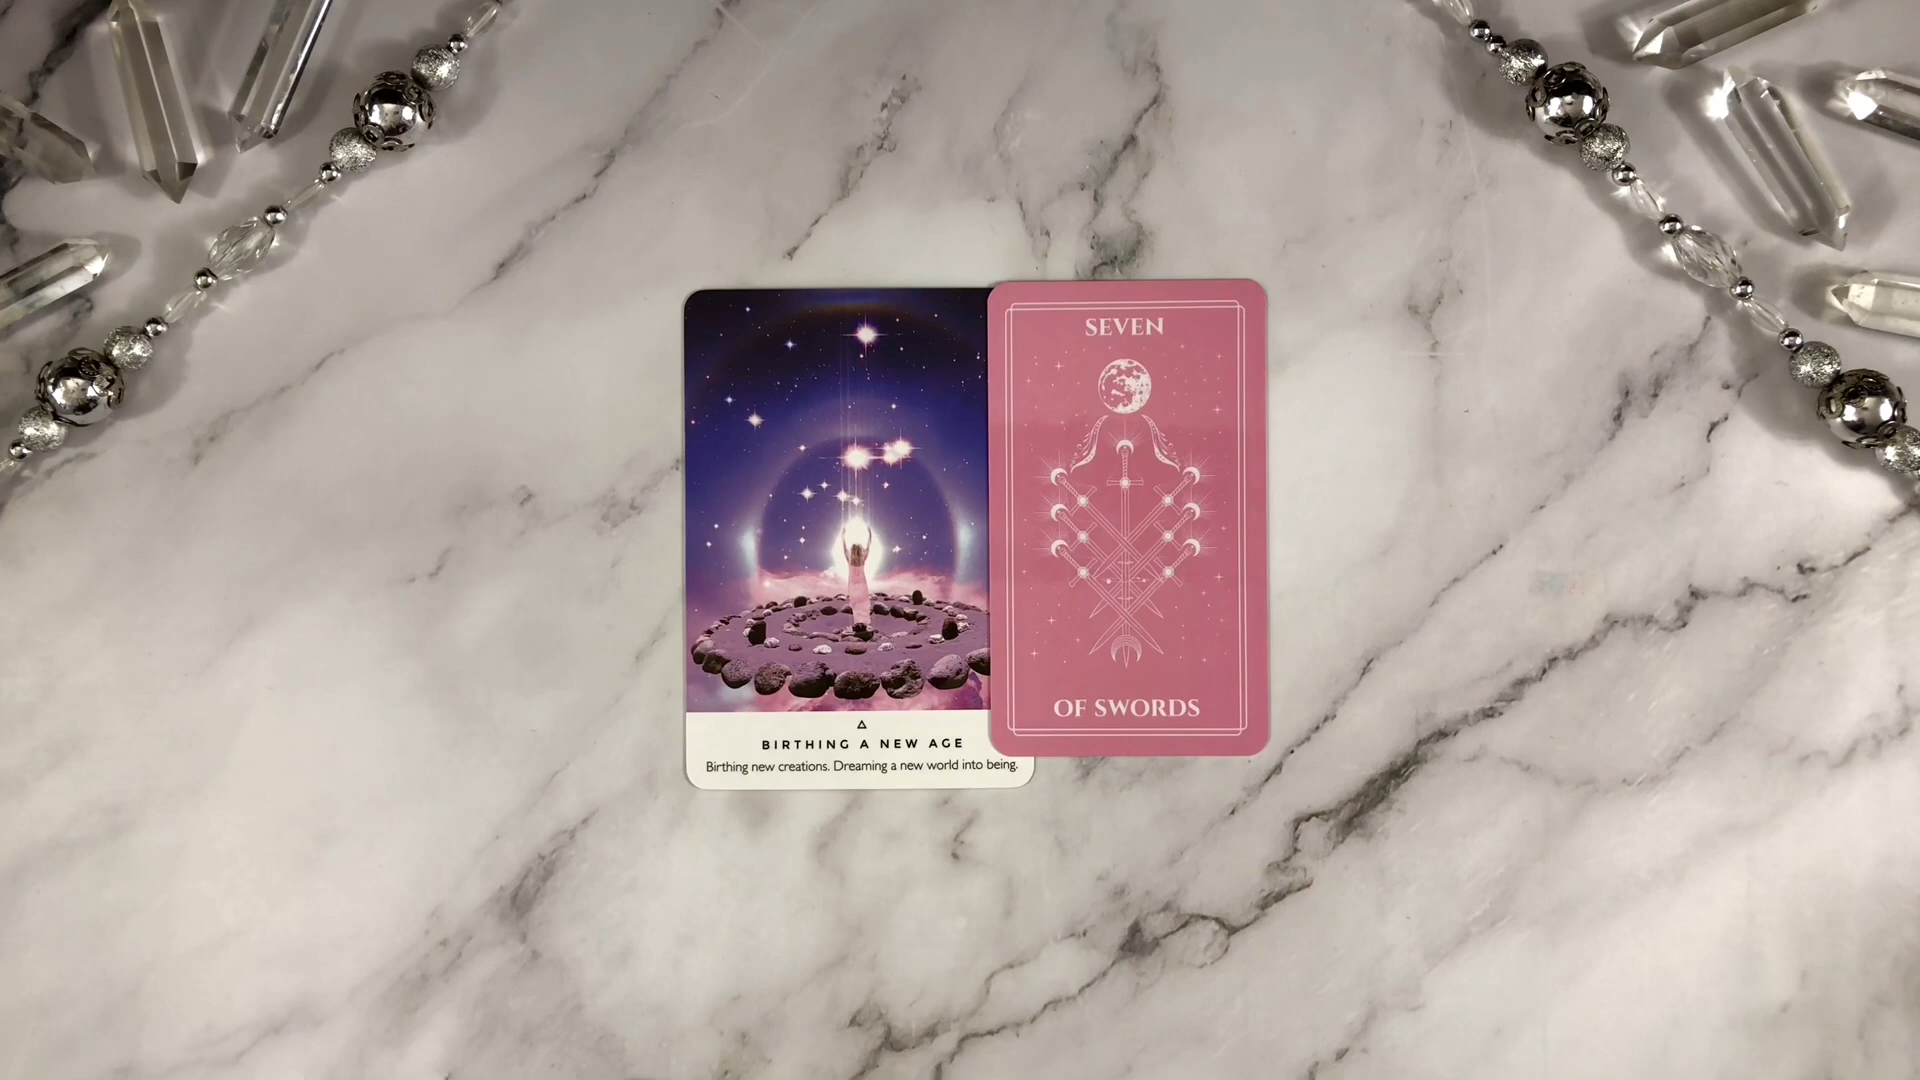 BIRTHING A NEW AGE
Birthing new creations. Dreaming a new world into being.
SEVEN
OF SWORDS